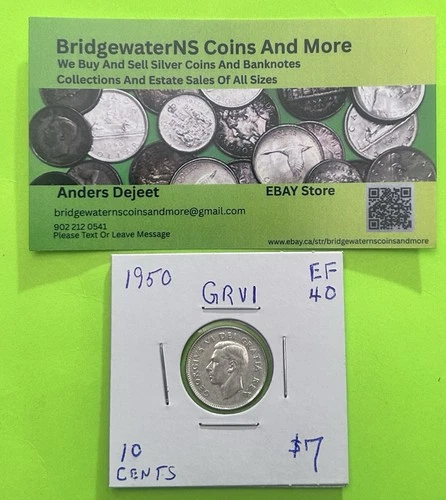 BridgewaterNS Coins And More
We Buy And Sell Silver Coins And Banknotes
Collections And Estate Sales Of All Sizes
Anders Dejeet EBAY Store
bridgewaternscoinsandmore@gmail.com
902 212 0541
Please Text Or Leave Message
www.ebay.ca/str/bridgewaternscoinsandmore
1950 GRVI EF 40
GEORGIVS VI DEI GRATIA REX
10 CENTS $7